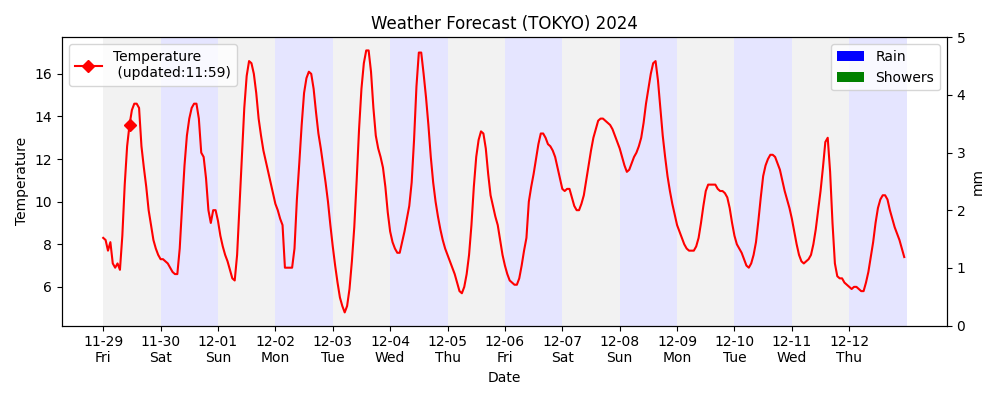 Weather Forecast (TOKYO) 2024
Temperature
(updated:11:59)
Rain
Showers
Temperature
16
14
12
10
8
6
5
4
3
2
1
0
mm
11-29 11-30 12-01 12-02 12-03 12-04 12-05 12-06 12-07 12-08 12-09 12-10 12-11 12-12
Fri Sat Sun Mon Tue Wed Thu Fri Sat Sun Mon Tue Wed Thu
Date